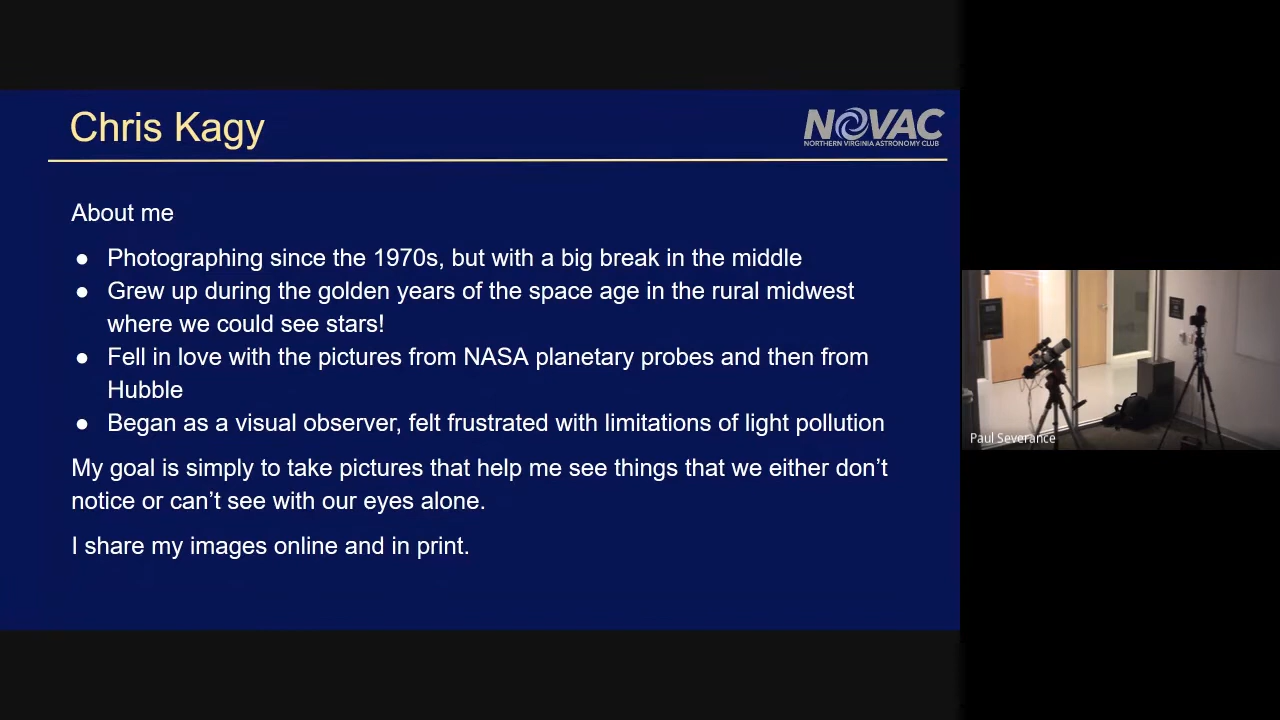 Chris Kagy
NOVAC
NORTHERN VIRGINIA ASTRONOMY CLUB
About me
● Photographing since the 1970s, but with a big break in the middle
● Grew up during the golden years of the space age in the rural midwest
where we could see stars!
● Fell in love with the pictures from NASA planetary probes and then from
Hubble
● Began as a visual observer, felt frustrated with limitations of light pollution
My goal is simply to take pictures that help me see things that we either don’t
notice or can’t see with our eyes alone.
I share my images online and in print.
Paul Severance